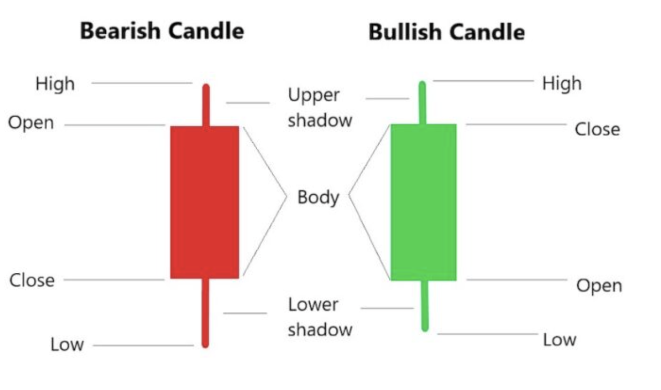 Bearish Candle
Bullish Candle
High
Open
Close
Low
Upper
shadow
Body
Lower
shadow
High
Close
Open
Low